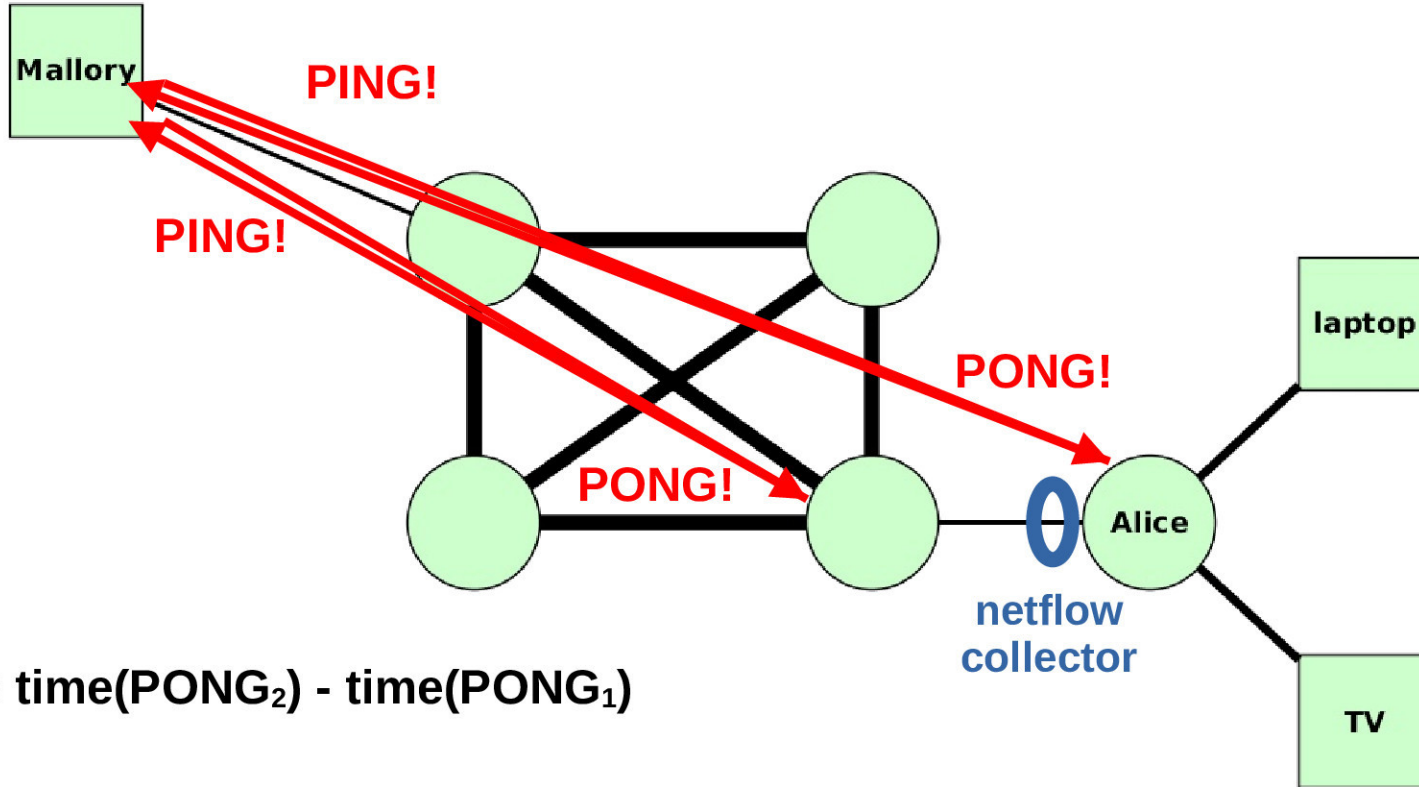 Mallory
PING!
PING!
laptop
PONG!
PONG!
Alice
netflow
collector
time(PONG₂) - time(PONG₁)
TV